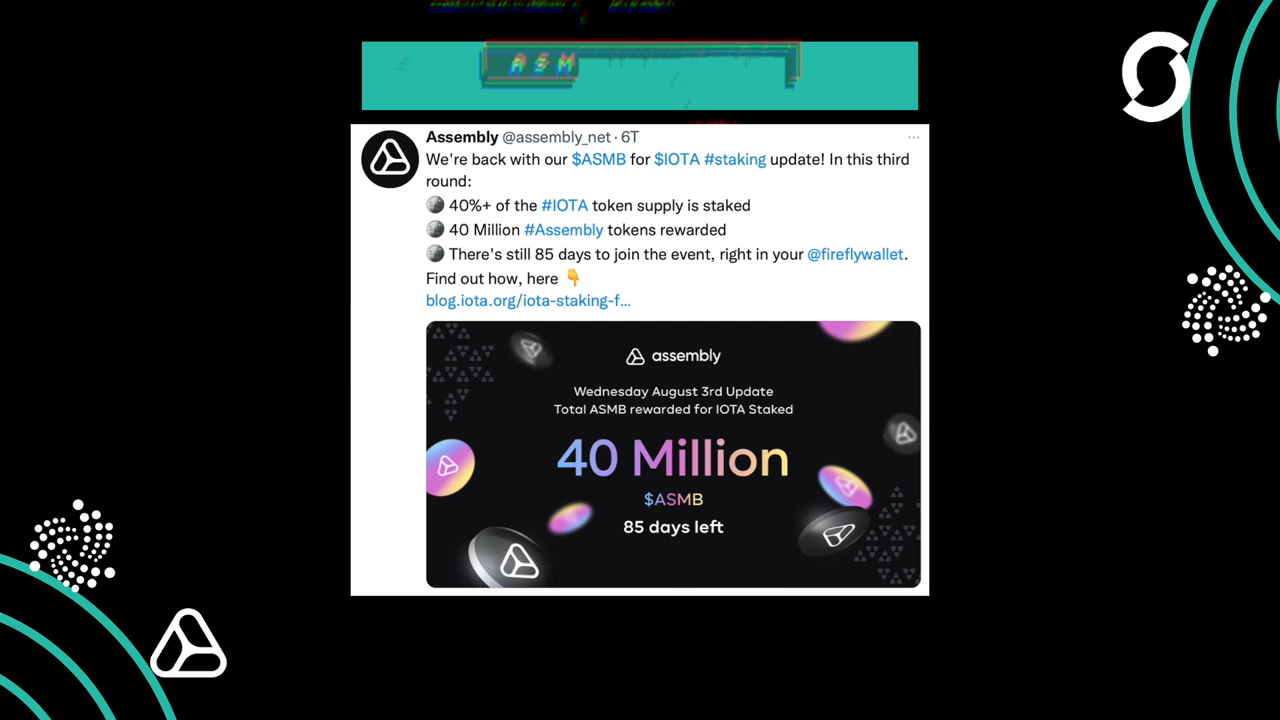 A S M
Assembly @assembly_net · 6T
We're back with our $ASMB for $IOTA #staking update! In this third
round:
40%+ of the #IOTA token supply is staked
40 Million #Assembly tokens rewarded
There's still 85 days to join the event, right in your @fireflywallet.
Find out how, here 👇
blog.iota.org/iota-staking-f...
assembly
Wednesday August 3rd Update
Total ASMB rewarded for IOTA Staked
40 Million
$ASMB
85 days left